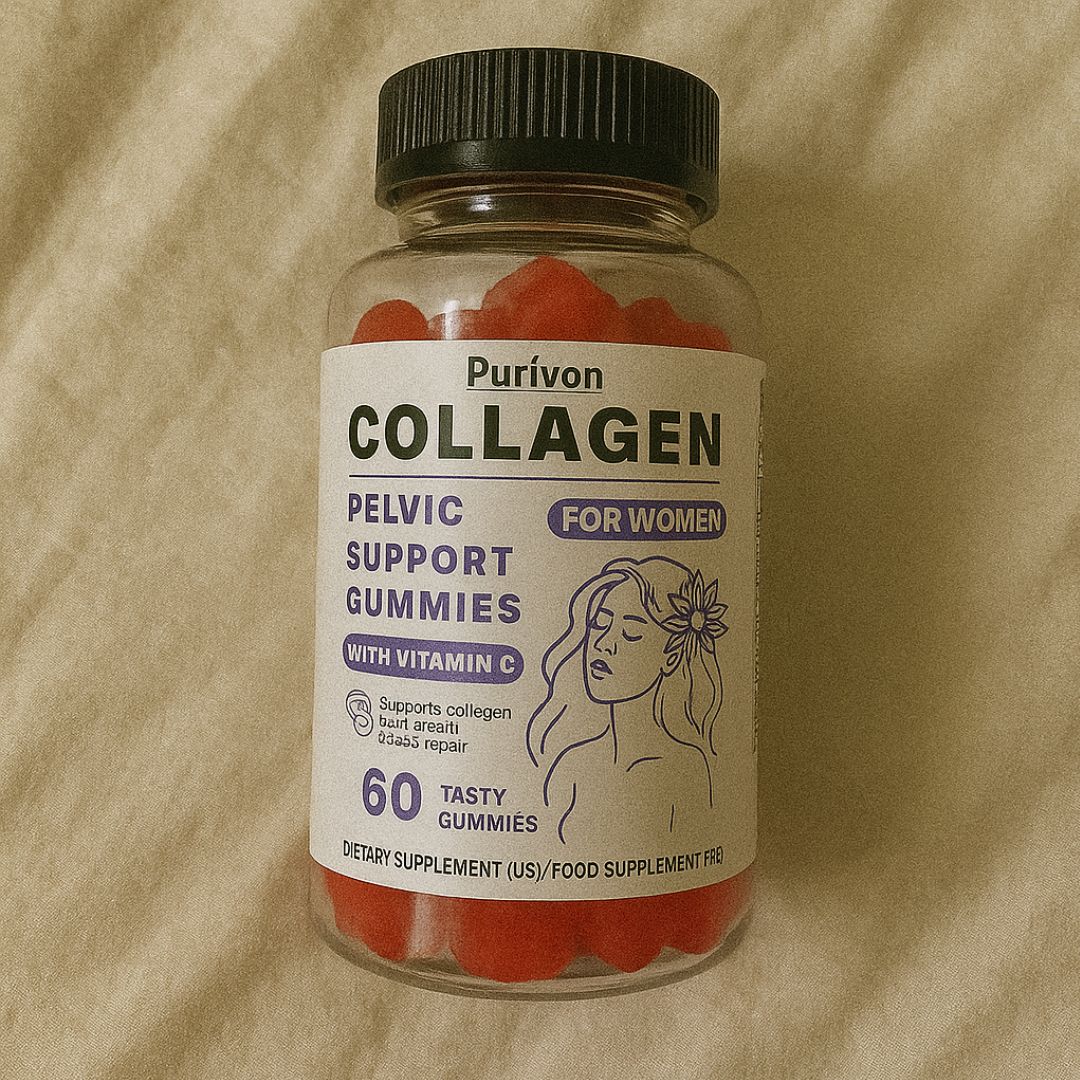 Purívon
COLLAGEN
PELVIC
SUPPORT
GUMMIES
FOR WOMEN
WITH VITAMIN C
Supports collegen
repair
60 TASTY
GUMMIÉS
DIETARY SUPPLEMENT (US)/FOOD SUPPLEMENT FRE)